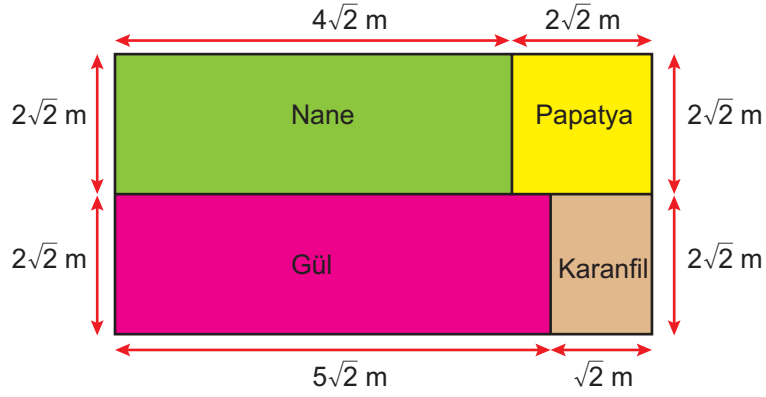 4√2 m 2√2 m
2√2 m Nane Papatya 2√2 m
2√2 m Gül Karanfil 2√2 m
5√2 m √2 m